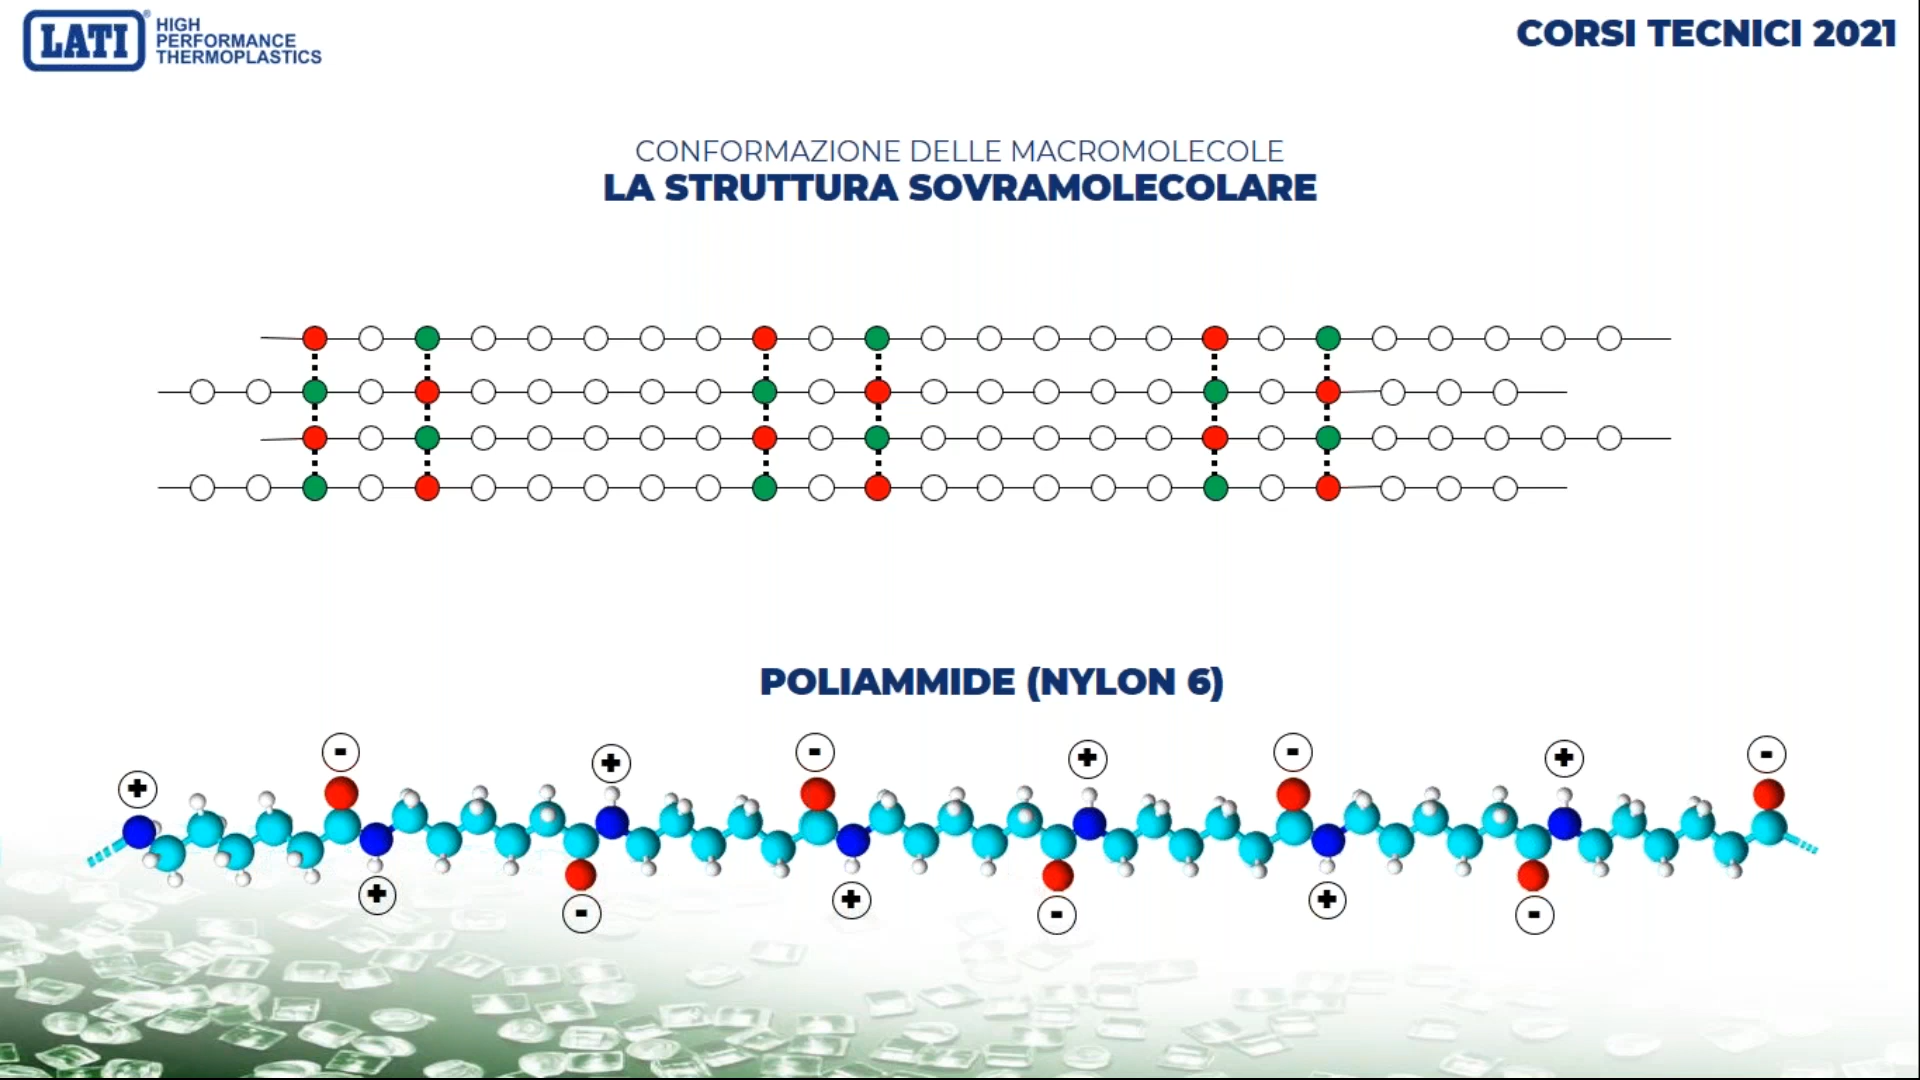 LATI®
HIGH
PERFORMANCE
THERMOPLASTICS
CORSI TECNICI 2021
CONFORMAZIONE DELLE MACROMOLECOLE
LA STRUTTURA SOVRAMOLECOLARE
POLIAMMIDE (NYLON 6)
- + - + - + -
+
+ - + - + -